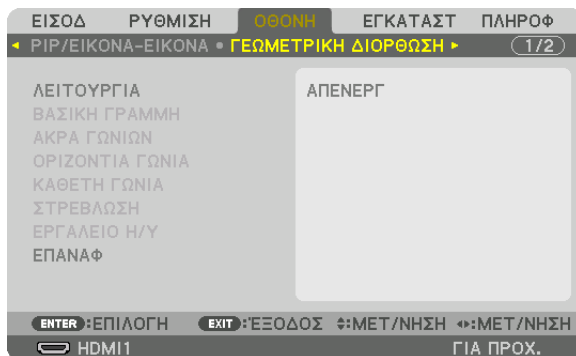 ΕΙΣΟΔ ΡΥΘΜΙΣΗ ΟΘΟΝΗ ΕΓΚΑΤΑΣΤ ΠΛΗΡΟΦ
PIP/ΕΙΚΟΝΑ-ΕΙΚΟΝΑ • ΓΕΩΜΕΤΡΙΚΗ ΔΙΟΡΘΩΣΗ 1/2
ΛΕΙΤΟΥΡΓΙΑ ΑΠΕΝΕΡΓ
ΒΑΣΙΚΗ ΓΡΑΜΜΗ
ΑΚΡΑ ΓΩΝΙΩΝ
ΟΡΙΖΟΝΤΙΑ ΓΩΝΙΑ
ΚΑΘΕΤΗ ΓΩΝΙΑ
ΣΤΡΕΒΛΩΣΗ
ΕΡΓΑΛΕΙΟ Η/Υ
ΕΠΑΝΑΦ
ENTER:ΕΠΙΛΟΓΗ EXIT:ΈΞΟΔΟΣ :ΜΕΤ/ΝΗΣΗ :ΜΕΤ/ΝΗΣΗ
HDMI1 ΓΙΑ ΠΡΟΧ.